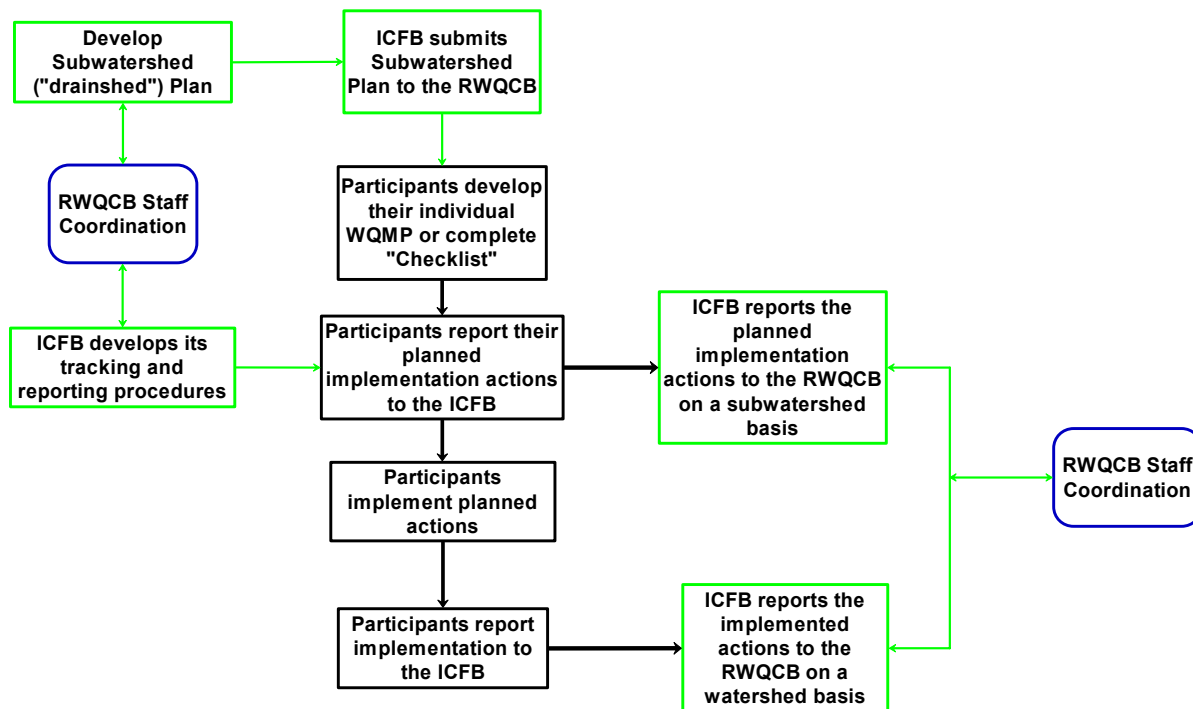 Develop
Subwatershed
("drainshed") Plan
ICFB submits
Subwatershed
Plan to the RWQCB
RWQCB Staff
Coordination
Participants develop
their individual
WQMP or complete
"Checklist"
ICFB develops its
tracking and
reporting procedures
Participants report their
planned
implementation actions
to the ICFB
ICFB reports the
planned
implementation
actions to the RWQCB
on a subwatershed
basis
RWQCB Staff
Coordination
Participants
implement planned
actions
Participants report
implementation to
the ICFB
ICFB reports the
implemented
actions to the
RWQCB on a
watershed basis